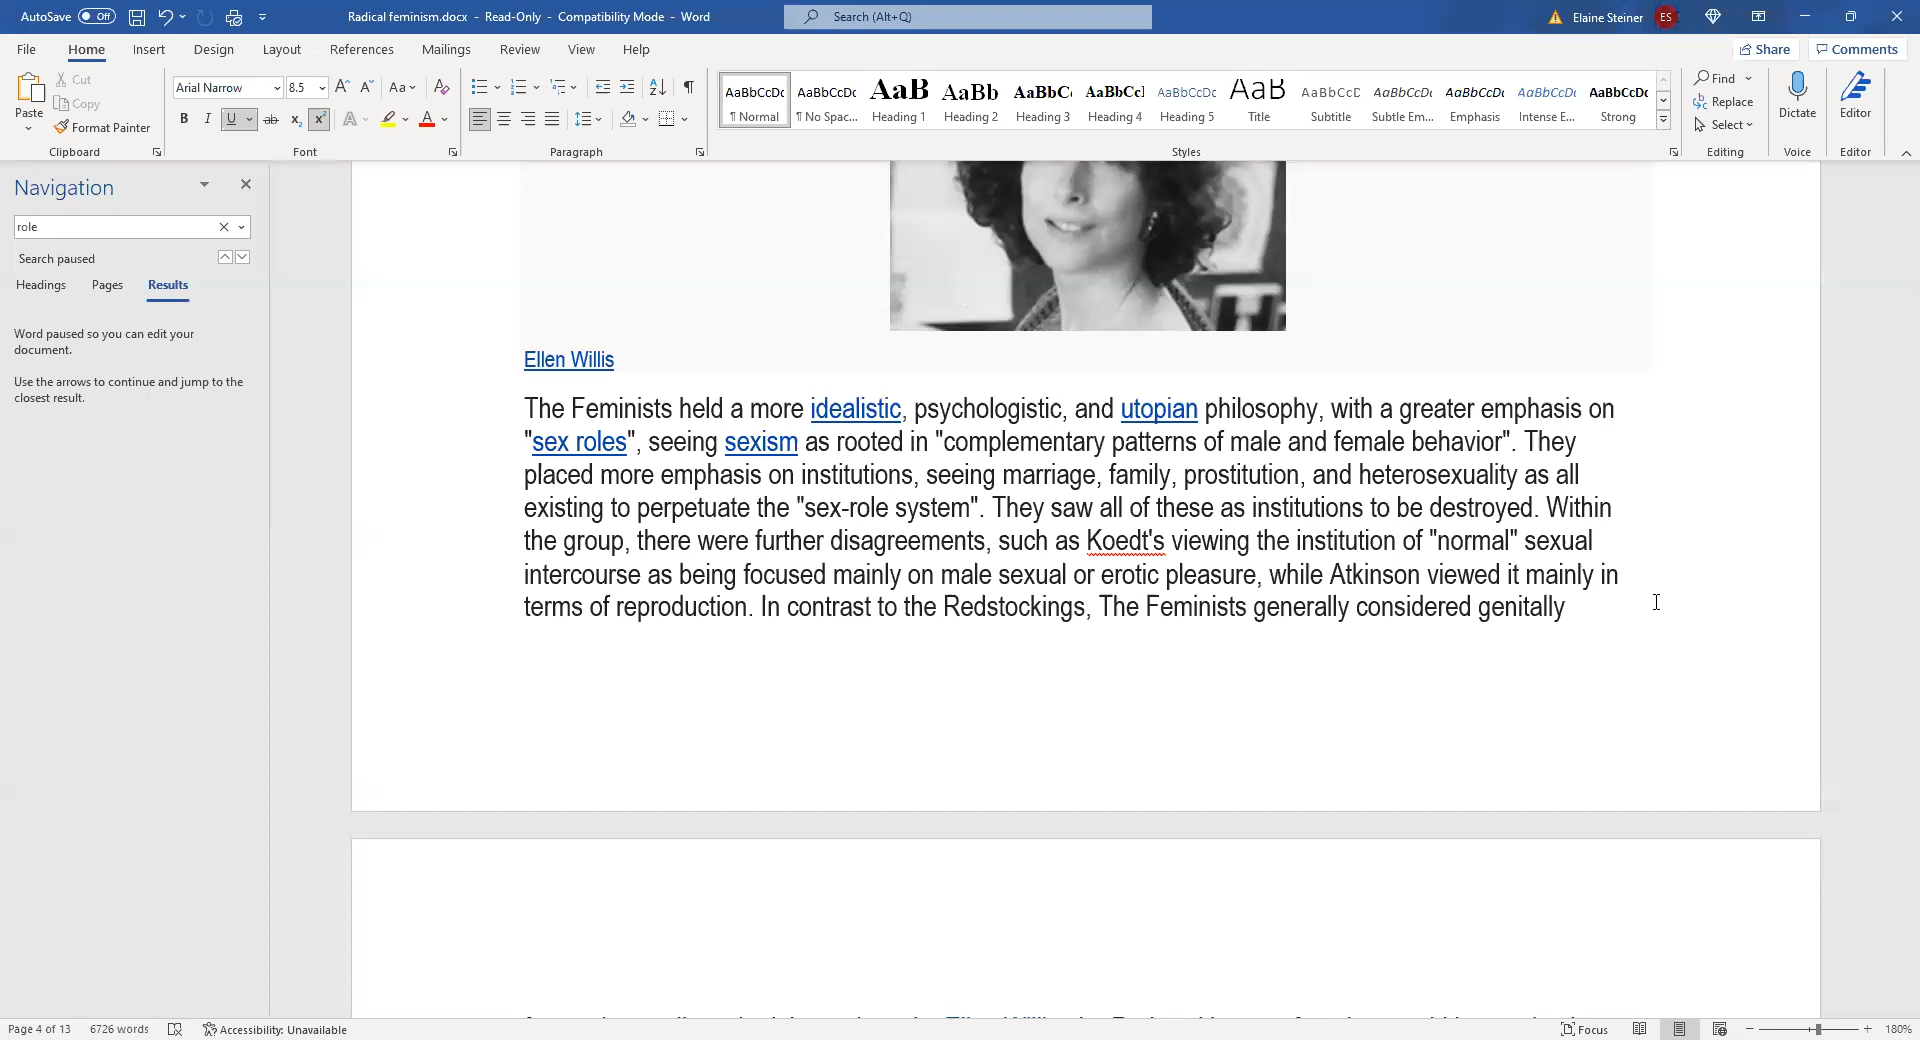 AutoSave Off Radical feminism.docx - Read-Only - Compatibility Mode - Word Search (Alt+Q) Elaine Steiner ES
File Home Insert Design Layout References Mailings Review View Help Share Comments
Paste Cut Copy Format Painter Clipboard
Arial Narrow 8.5 Aa B I U ab x₂ x² A A Font
Paragraph
AaBbCcDc ¶ Normal
AaBbCcDc ¶ No Spac...
AaB Heading 1
AaBb Heading 2
AaBbC Heading 3
AaBbCcI Heading 4
AaBbCcDc Heading 5
AaB Title
AaBbCcD Subtitle
AaBbCcDc Subtle Em...
AaBbCcDc Emphasis
AaBbCcDc Intense E...
AaBbCcDc Strong
Styles
Find
Replace
Select
Editing
Dictate
Voice
Editor
Editor
Navigation
role
Search paused
Headings Pages Results
Word paused so you can edit your
document.
Use the arrows to continue and jump to the
closest result.
Ellen Willis
The Feminists held a more idealistic, psychologistic, and utopian philosophy, with a greater emphasis on
"sex roles", seeing sexism as rooted in "complementary patterns of male and female behavior". They
placed more emphasis on institutions, seeing marriage, family, prostitution, and heterosexuality as all
existing to perpetuate the "sex-role system". They saw all of these as institutions to be destroyed. Within
the group, there were further disagreements, such as Koedt's viewing the institution of "normal" sexual
intercourse as being focused mainly on male sexual or erotic pleasure, while Atkinson viewed it mainly in
terms of reproduction. In contrast to the Redstockings, The Feminists generally considered genitally
Page 4 of 13 6726 words Accessibility: Unavailable Focus 180%